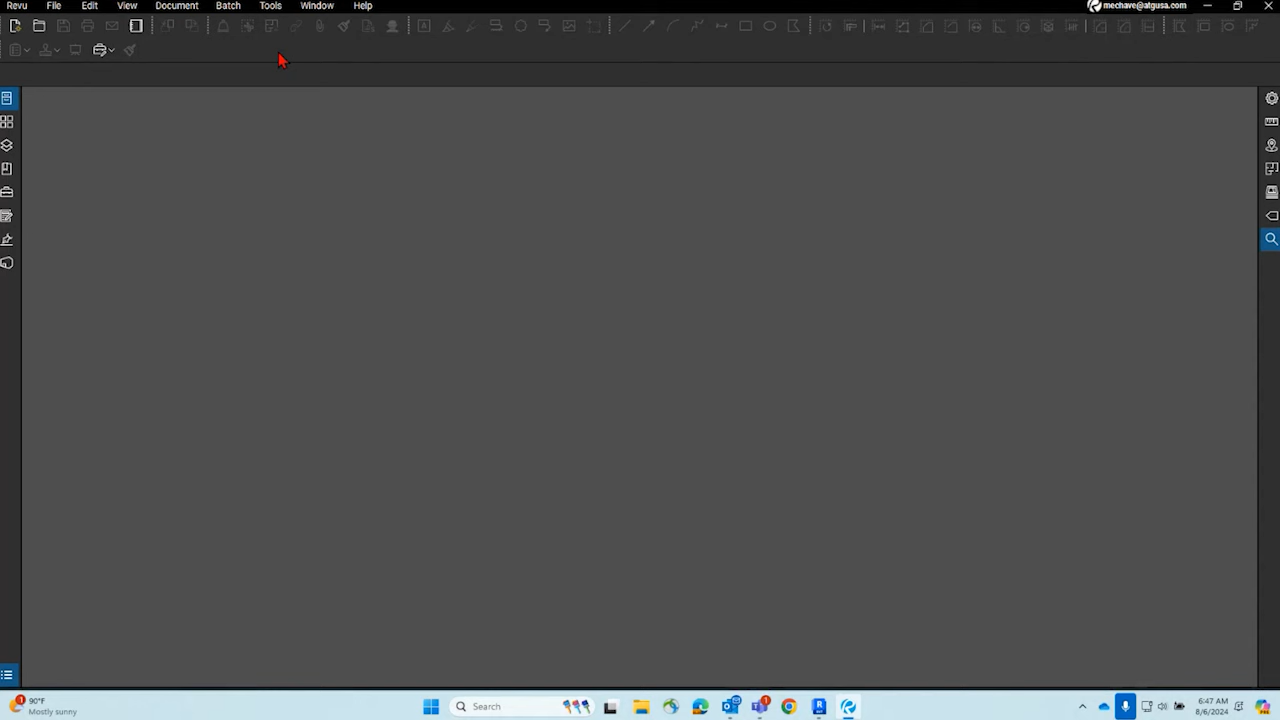 Revu File Edit View Document Batch Tools Window Help mechave@atgusa.com
90°F
Mostly sunny
Search
6:47 AM
8/6/2024